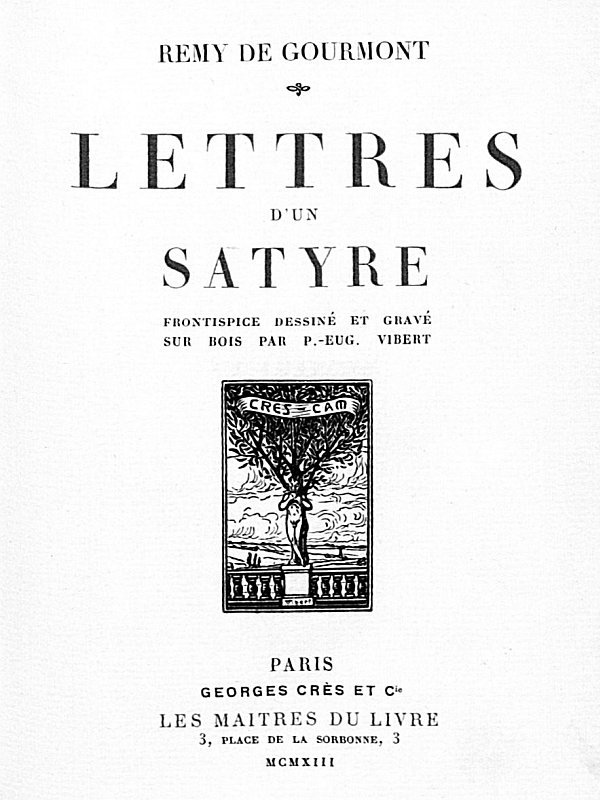 REMY DE GOURMONT
LETTRES
D'UN
SATYRE
FRONTISPICE DESSINÉ ET GRAVÉ
SUR BOIS PAR P.-EUG. VIBERT
CRES-CAM
Vibert
PARIS
GEORGES CRÈS ET Cie
LES MAITRES DU LIVRE
3, PLACE DE LA SORBONNE, 3
MCMXIII